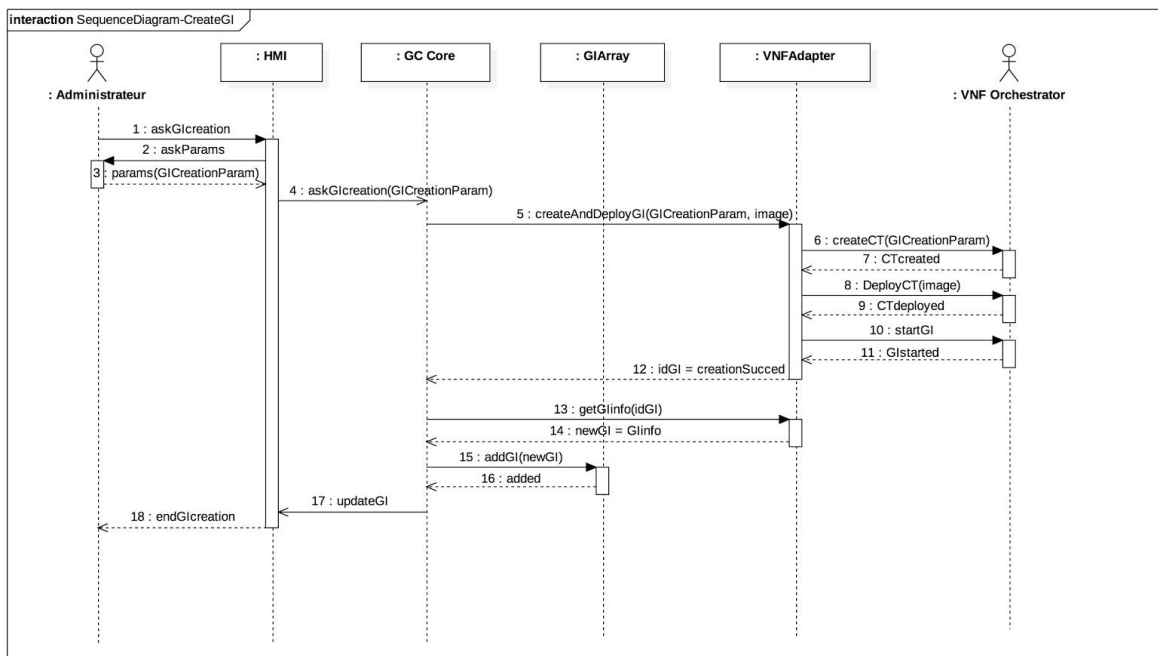 interaction SequenceDiagram-CreateGI
: Administrateur
: HMI
: GC Core
: GIArray
: VNFAdapter
: VNF Orchestrator
1 : askGIcreation
2 : askParams
3 : params(GICreationParam)
4 : askGIcreation(GICreationParam)
5 : createAndDeployGI(GICreationParam, image)
6 : createCT(GICreationParam)
7 : CTcreated
8 : DeployCT(image)
9 : CTdeployed
10 : startGI
11 : GIstarted
12 : idGI = creationSucced
13 : getGIinfo(idGI)
14 : newGI = GIinfo
15 : addGI(newGI)
16 : added
17 : updateGI
18 : endGIcreation